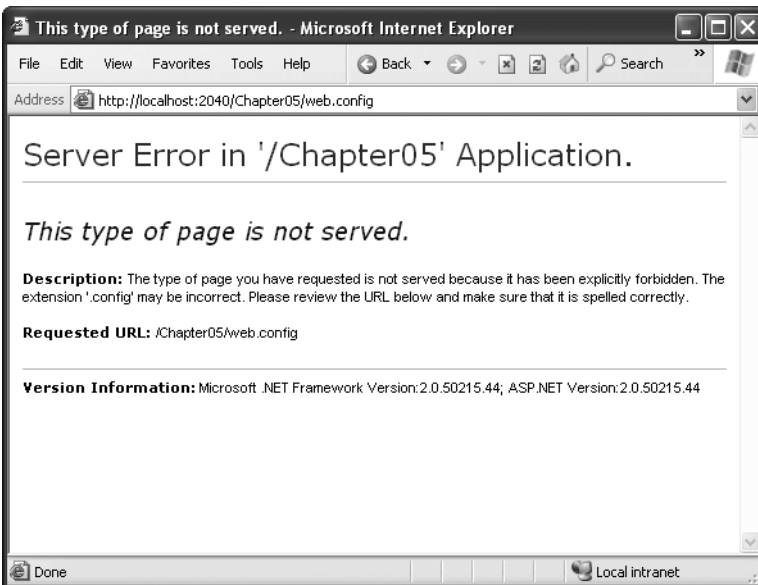 This type of page is not served. - Microsoft Internet Explorer
File Edit View Favorites Tools Help Back Search »
Address http://localhost:2040/Chapter05/web.config
Server Error in '/Chapter05' Application.
This type of page is not served.
Description: The type of page you have requested is not served because it has been explicitly forbidden. The
extension '.config' may be incorrect. Please review the URL below and make sure that it is spelled correctly.
Requested URL: /Chapter05/web.config
Version Information: Microsoft .NET Framework Version:2.0.50215.44; ASP.NET Version:2.0.50215.44
Done Local intranet